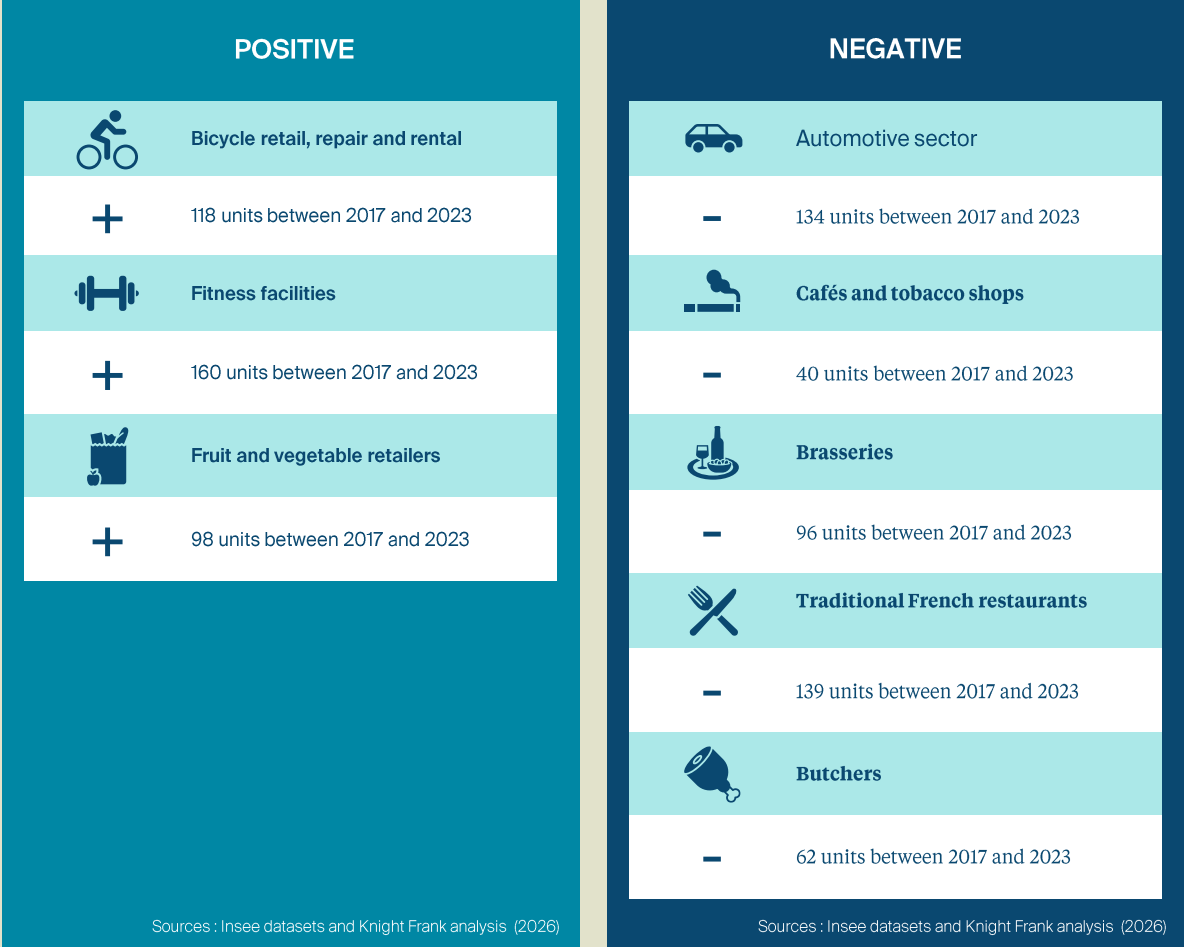 POSITIVE
Bicycle retail, repair and rental
+
118 units between 2017 and 2023
Fitness facilities
+
160 units between 2017 and 2023
Fruit and vegetable retailers
+
98 units between 2017 and 2023
Sources : Insee datasets and Knight Frank analysis (2026)
NEGATIVE
Automotive sector
-
134 units between 2017 and 2023
Cafés and tobacco shops
-
40 units between 2017 and 2023
Brasseries
-
96 units between 2017 and 2023
Traditional French restaurants
-
139 units between 2017 and 2023
Butchers
-
62 units between 2017 and 2023
Sources : Insee datasets and Knight Frank analysis (2026)